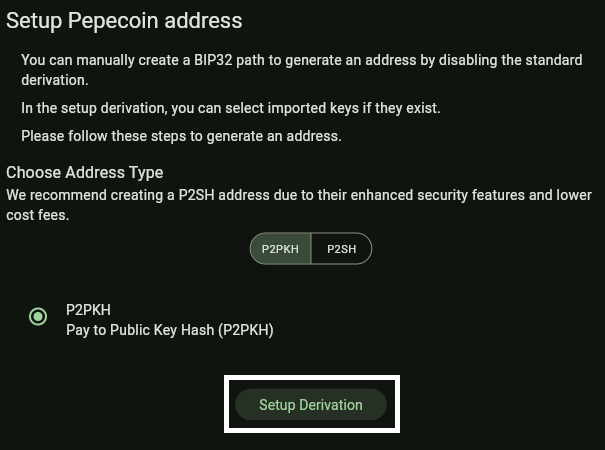 Setup Pepecoin address
You can manually create a BIP32 path to generate an address by disabling the standard
derivation.
In the setup derivation, you can select imported keys if they exist.
Please follow these steps to generate an address.
Choose Address Type
We recommend creating a P2SH address due to their enhanced security features and lower
cost fees.
P2PKH P2SH
P2PKH
Pay to Public Key Hash (P2PKH)
Setup Derivation